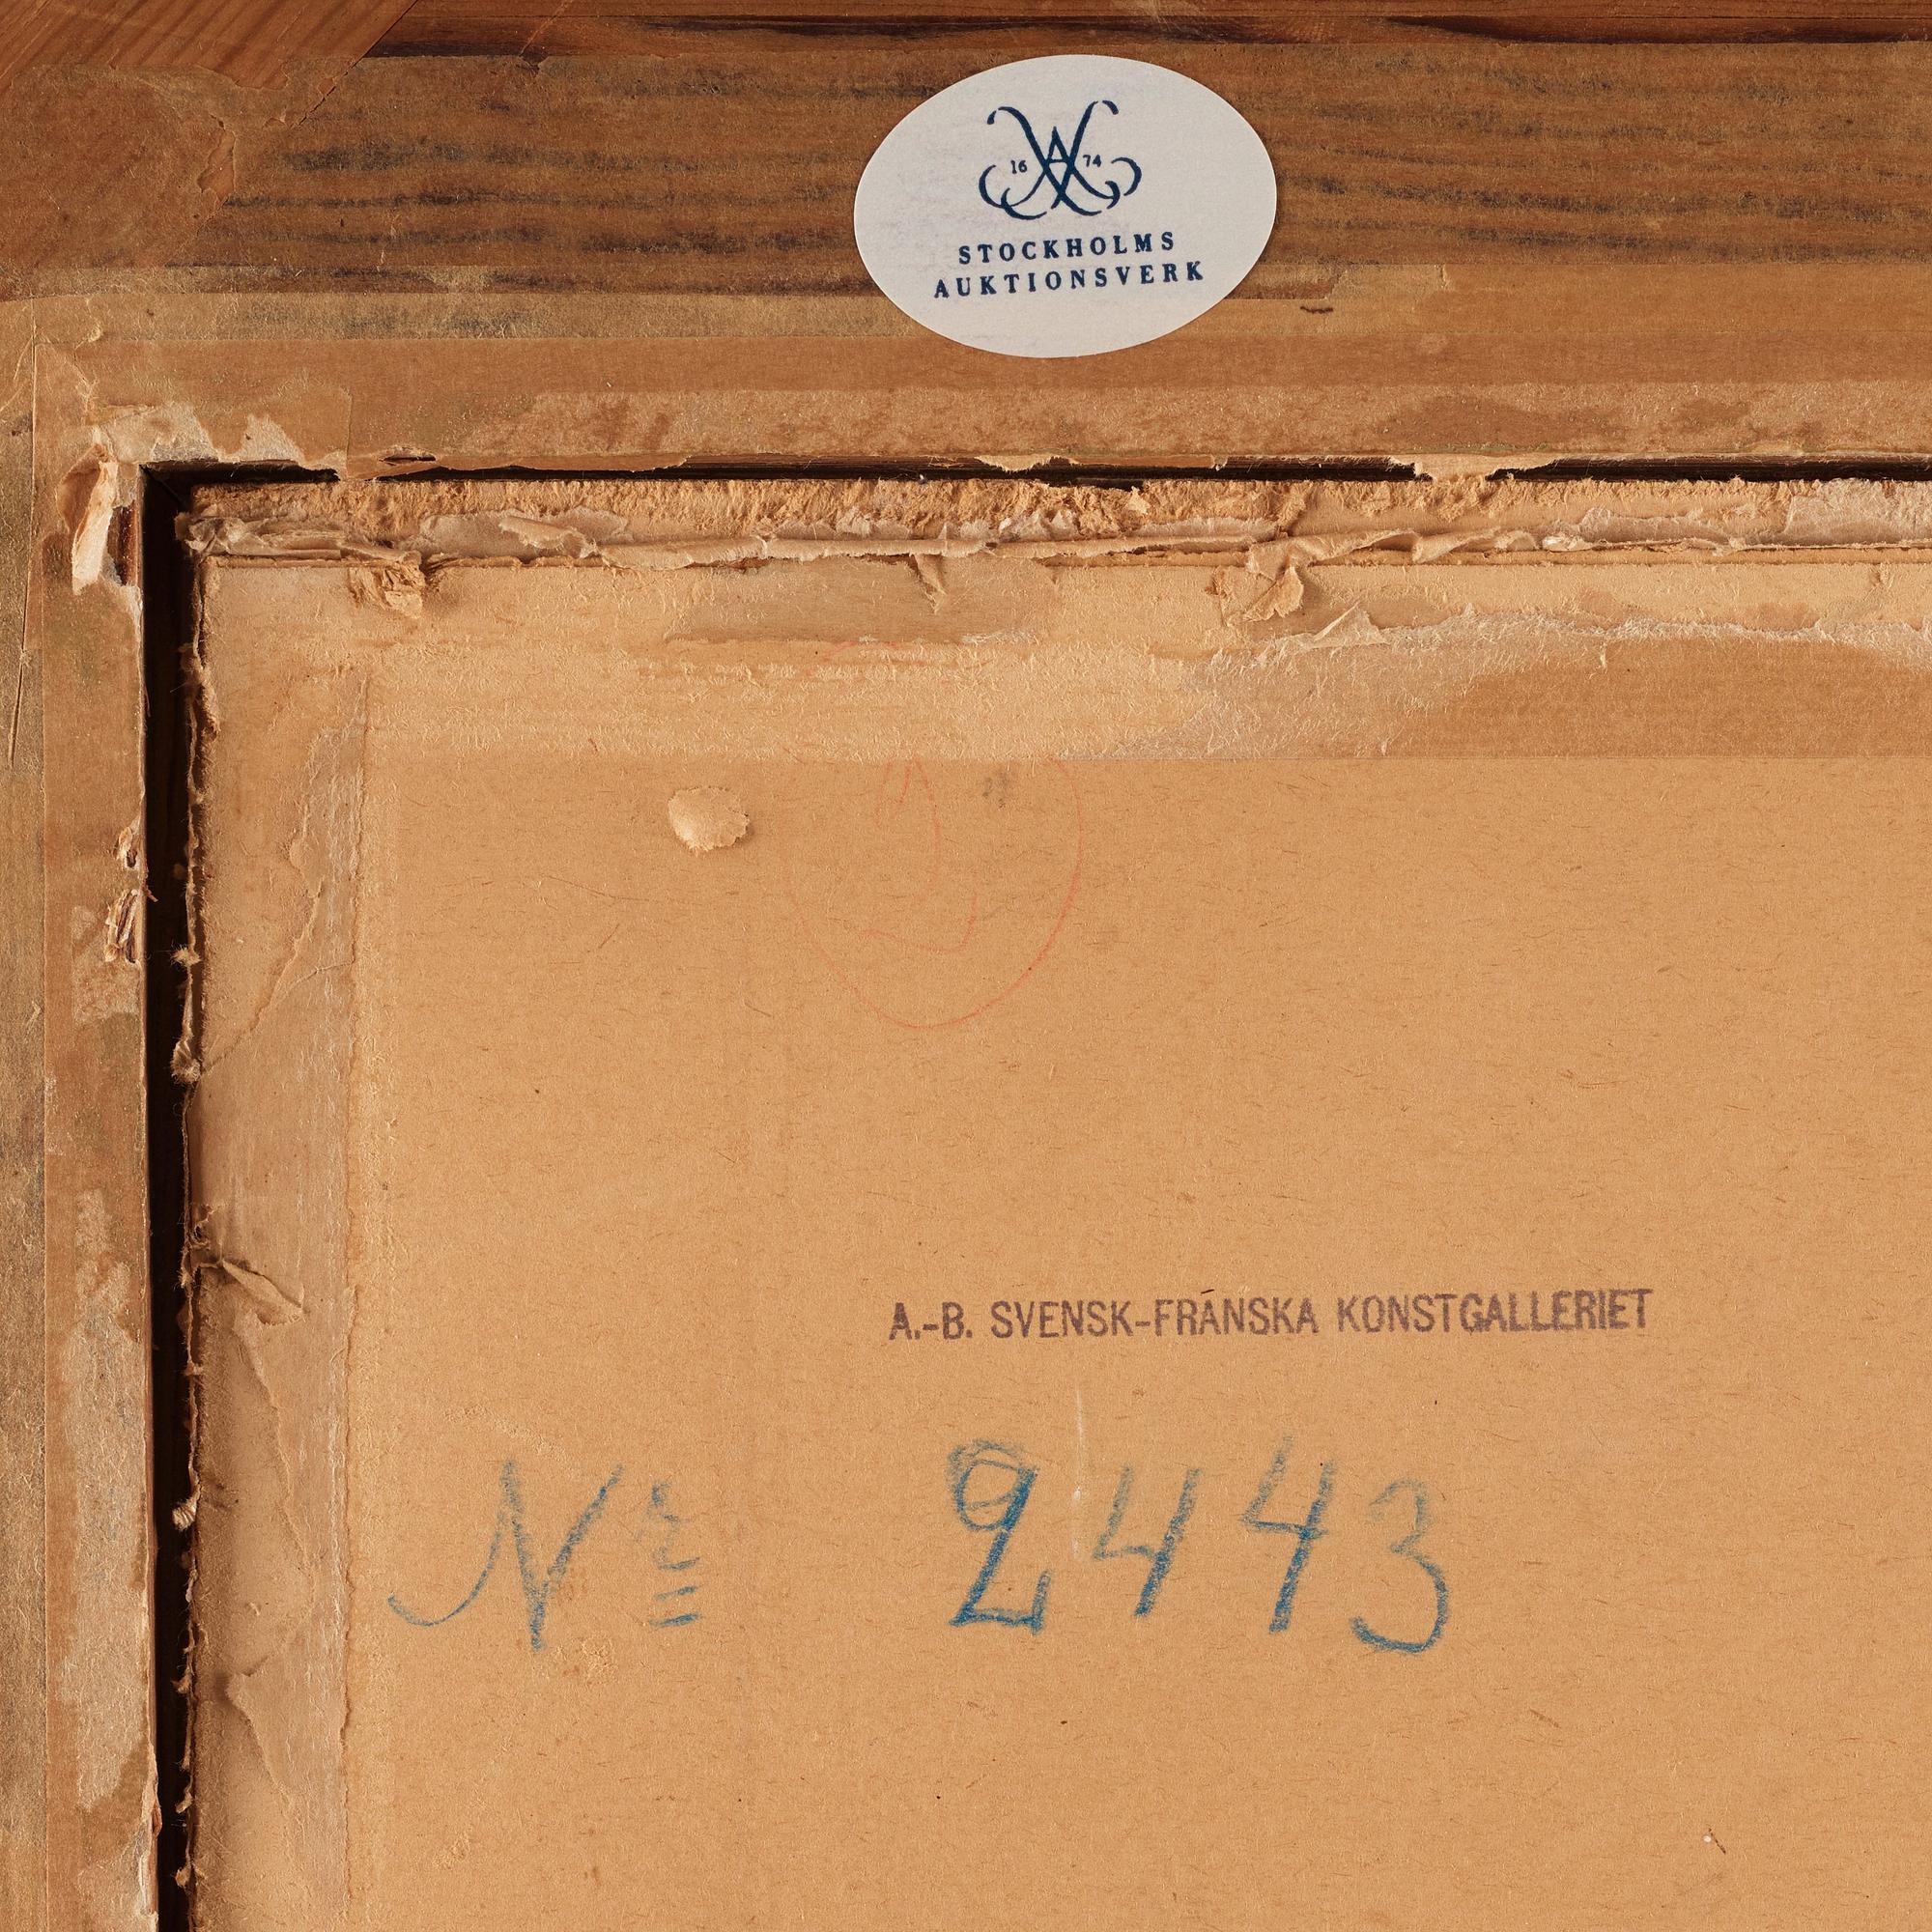 16 74
STOCKHOLMS
AUKTIONSVERK
A.-B. SVENSK-FRANSKA KONSTGALLERIET
No 2443